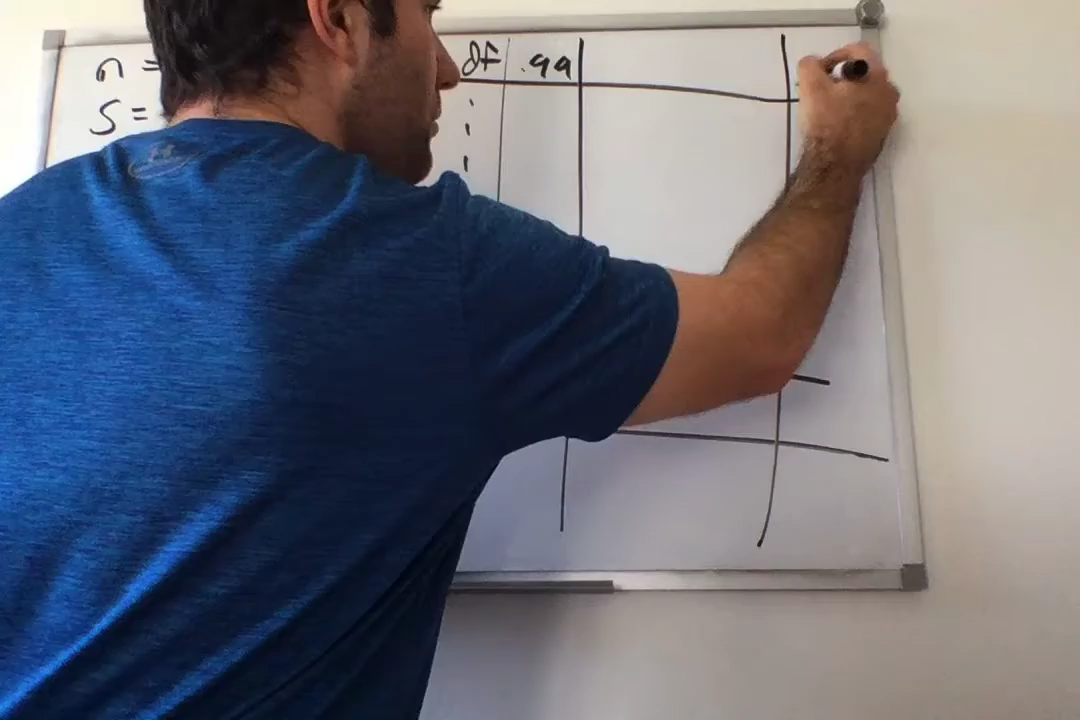 n = df .99
S =